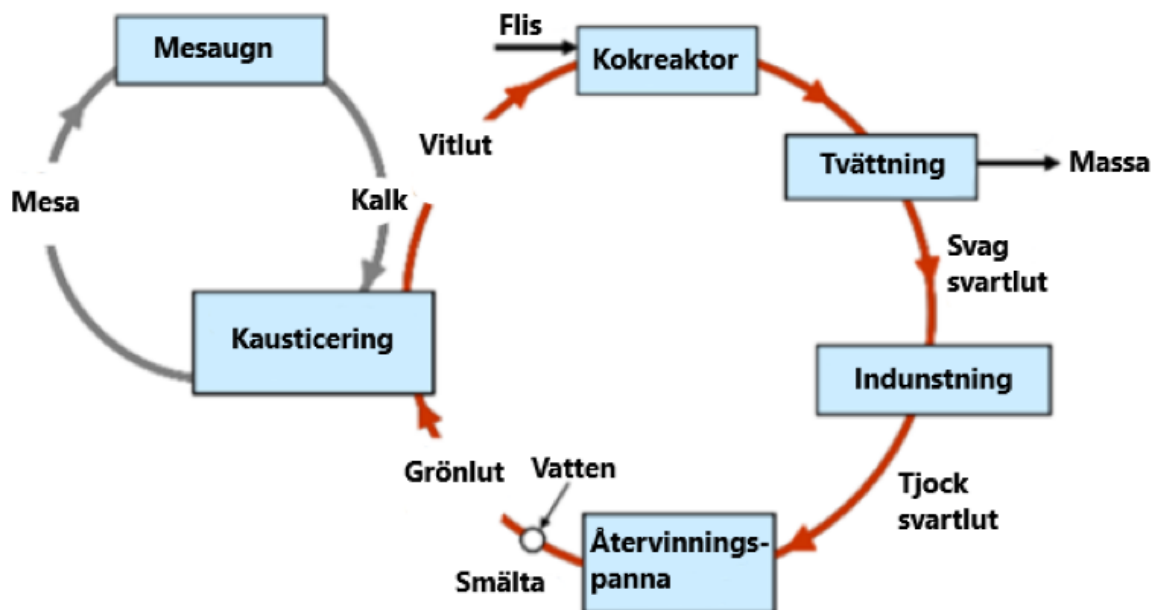 Flis
Mesaugn
Kokreaktor
Vitlut
Tvättning
Massa
Mesa
Kalk
Svag
svartlut
Kausticering
Indunstning
Grönlut
Vatten
Tjock
svartlut
Återvinnings-
panna
Smälta